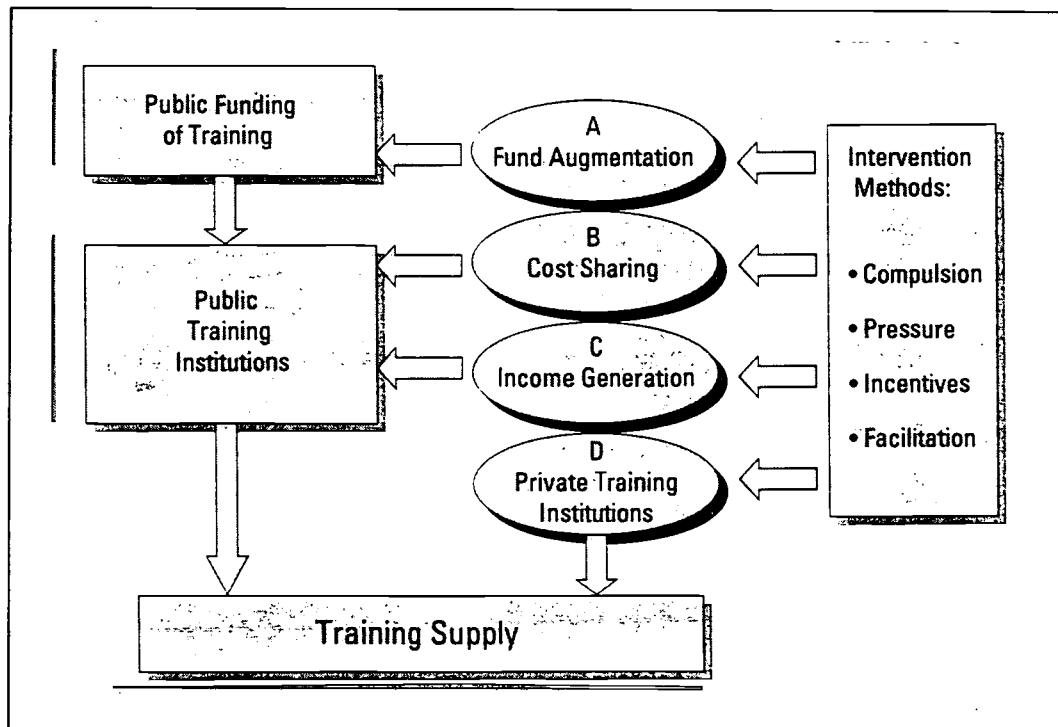 Public Funding
of Training
A
Fund Augmentation
Intervention
Methods:
• Compulsion
• Pressure
• Incentives
• Facilitation
B
Cost Sharing
Public
Training
Institutions
C
Income Generation
D
Private Training
Institutions
Training Supply